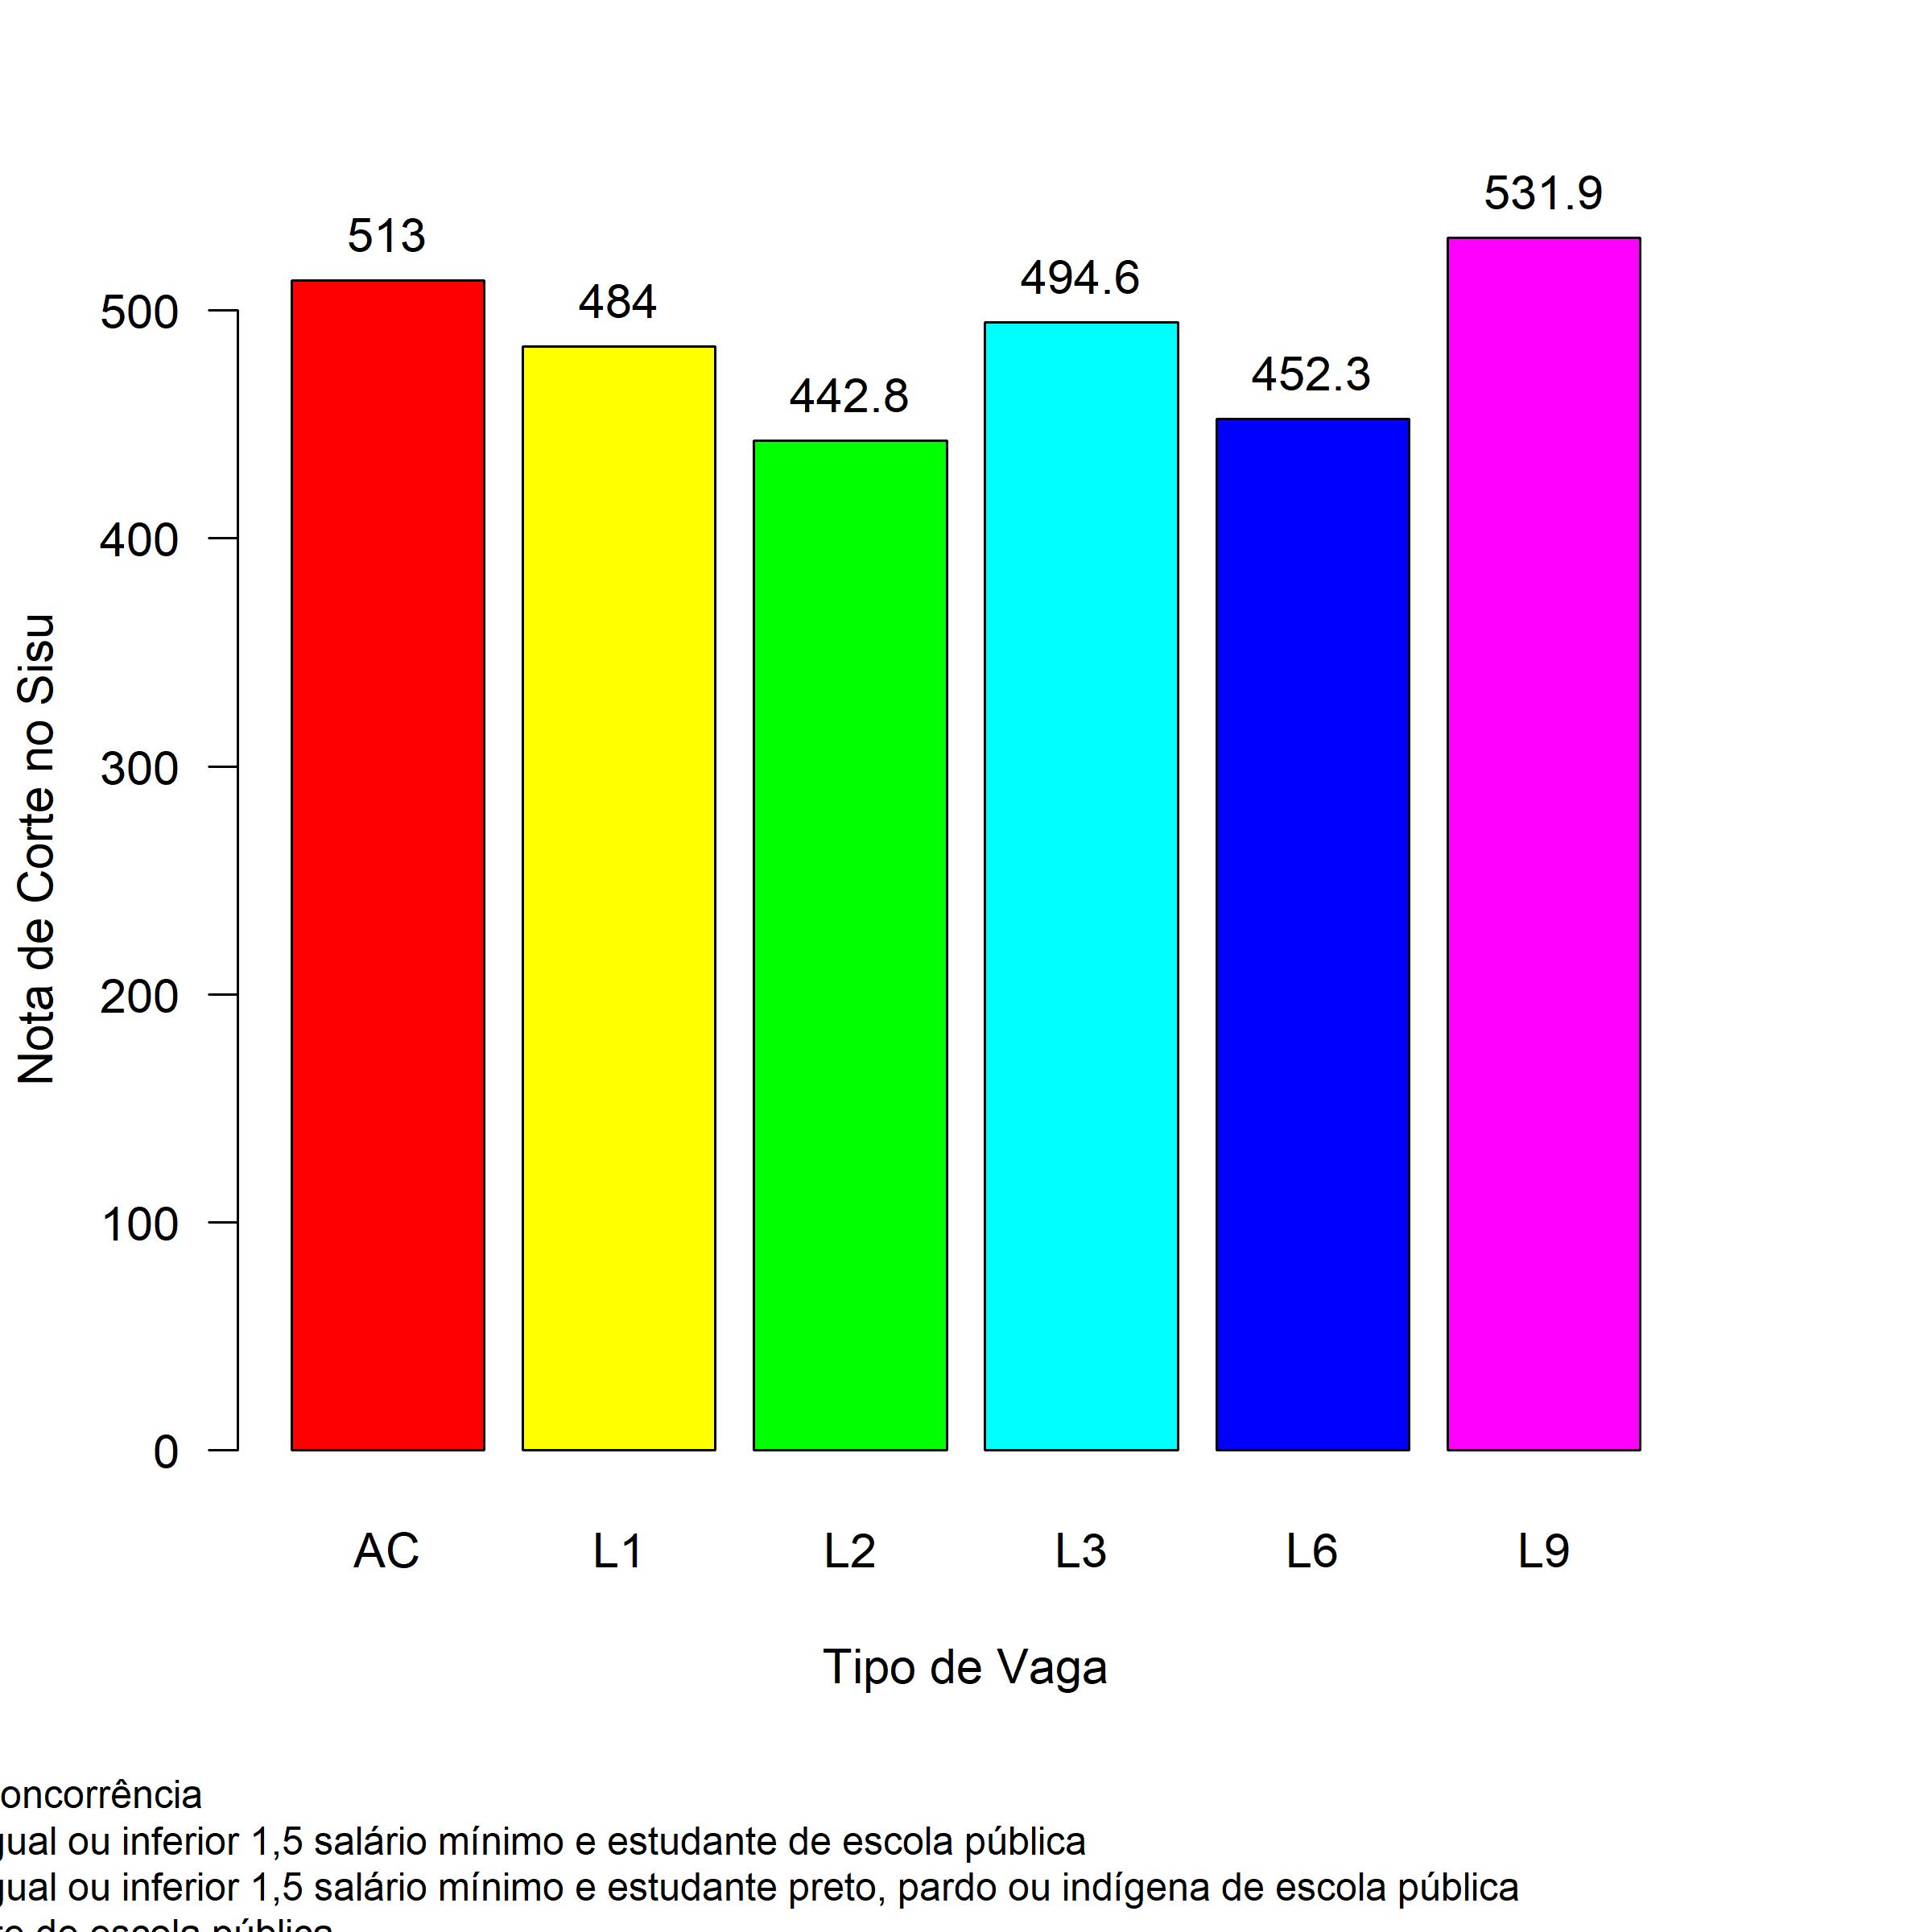 531.9
513
494.6
484
452.3
442.8
500
400
300
200
100
0
Nota de Corte no Sisu
AC L1 L2 L3 L6 L9
Tipo de Vaga
oncorrência
gual ou inferior 1,5 salário mínimo e estudante de escola pública
gual ou inferior 1,5 salário mínimo e estudante preto, pardo ou indígena de escola pública
de escola pública